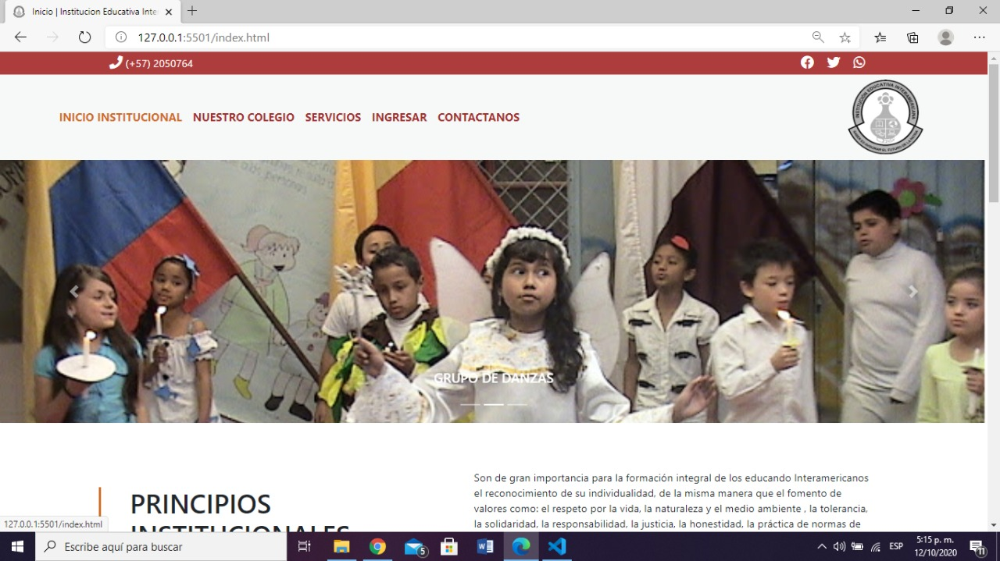 Inicio | Institucion Educativa Inte
127.0.0.1:5501/index.html
(+57) 2050764
INICIO INSTITUCIONAL NUESTRO COLEGIO SERVICIOS INGRESAR CONTACTANOS
INSTITUCIÓN EDUCATIVA INTERAMERICANA
GRUPO DE DANZAS
PRINCIPIOS
INSTITUCIONALES
Son de gran importancia para la formación integral de los educando Interamericanos
el reconocimiento de su individualidad, de la misma manera que el fomento de
valores como: el respeto por la vida, la naturaleza y el medio ambiente , la tolerancia,
la solidaridad, la responsabilidad, la justicia, la honestidad, la práctica de normas de
127.0.0.1:5501/index.html
Escribe aquí para buscar
5
ESP
5:15 p. m.
12/10/2020
11